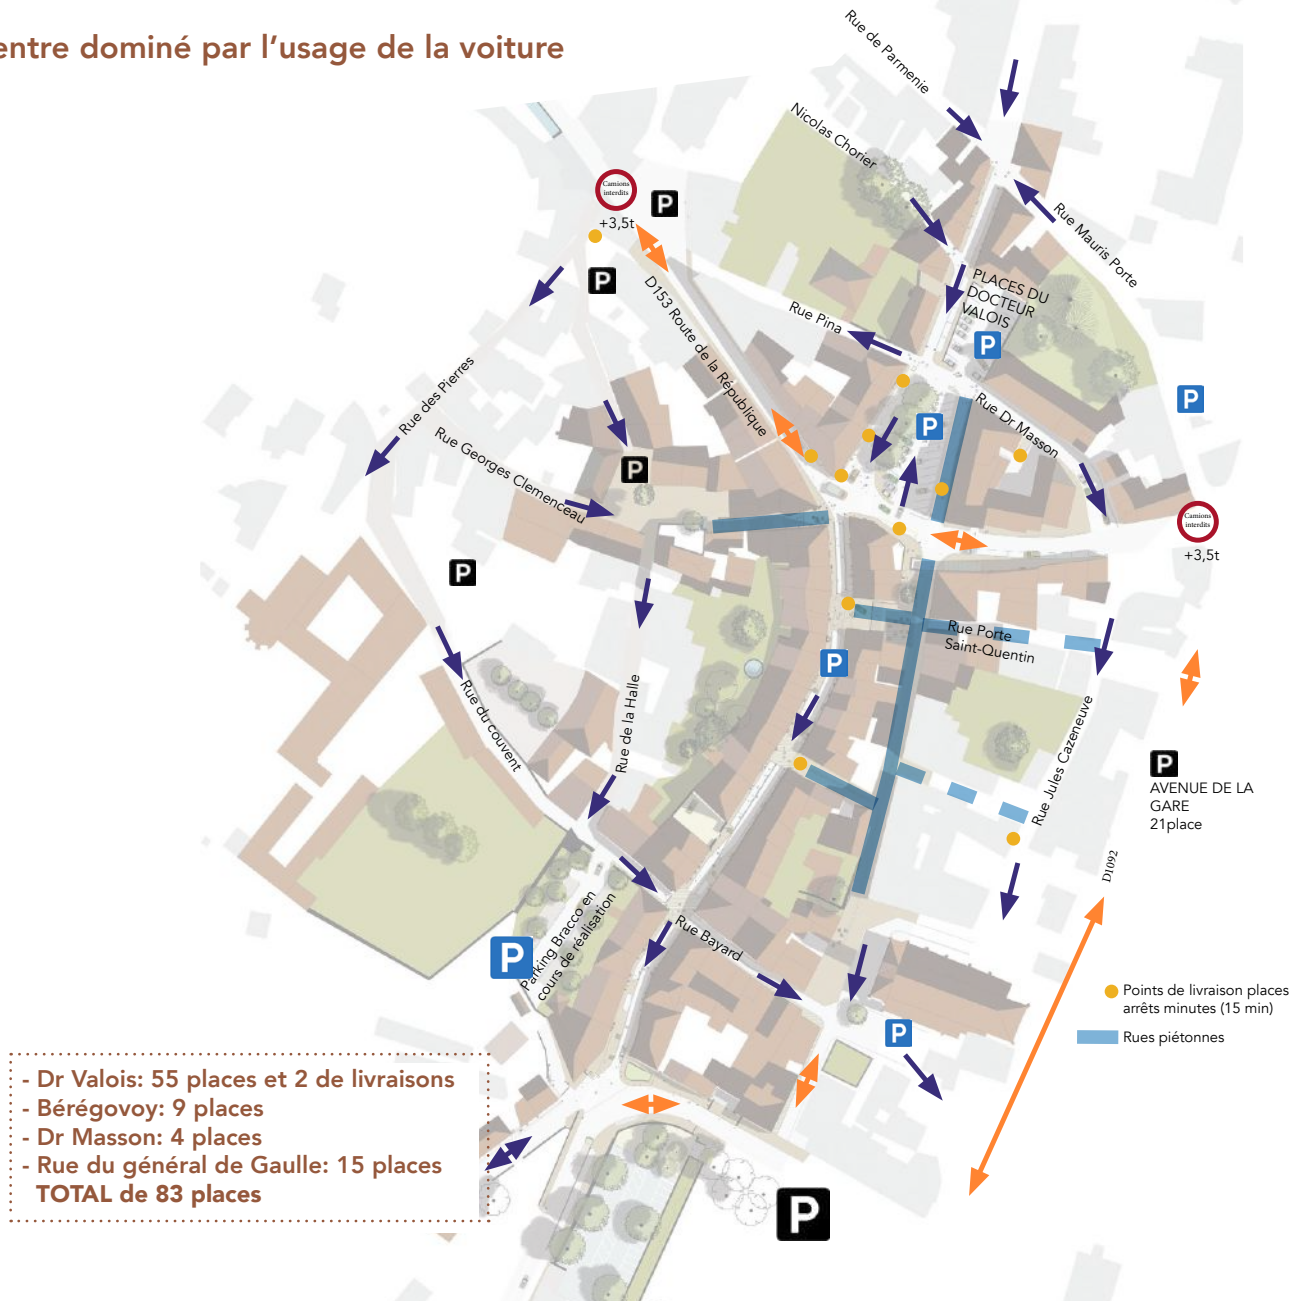 entre dominé par l'usage de la voiture
Rue de Parmenie
Nicolas Chorier
Camions
interdits
+3,5t
P
P
Rue Mauris Porte
PLACES DU
DOCTEUR
VALOIS
P
D153 Route de la République
Rue Pina
P
P
Rue des Pierres
Rue Dr Masson
Rue Georges Clemenceau
P
Camions
interdits
+3,5t
P
Rue Porte
Saint-Quentin
P
Rue du couvent
Rue de la Halle
Rue Jules Cazeneuve
P
AVENUE DE LA
GARE
21place
D1092
Parking Bracco en
cours de réalisation
P
Rue Bayard
P
Points de livraison places
arrêts minutes (15 min)
Rues piétonnes
- Dr Valois: 55 places et 2 de livraisons
- Bérégovoy: 9 places
- Dr Masson: 4 places
- Rue du général de Gaulle: 15 places
TOTAL de 83 places
P